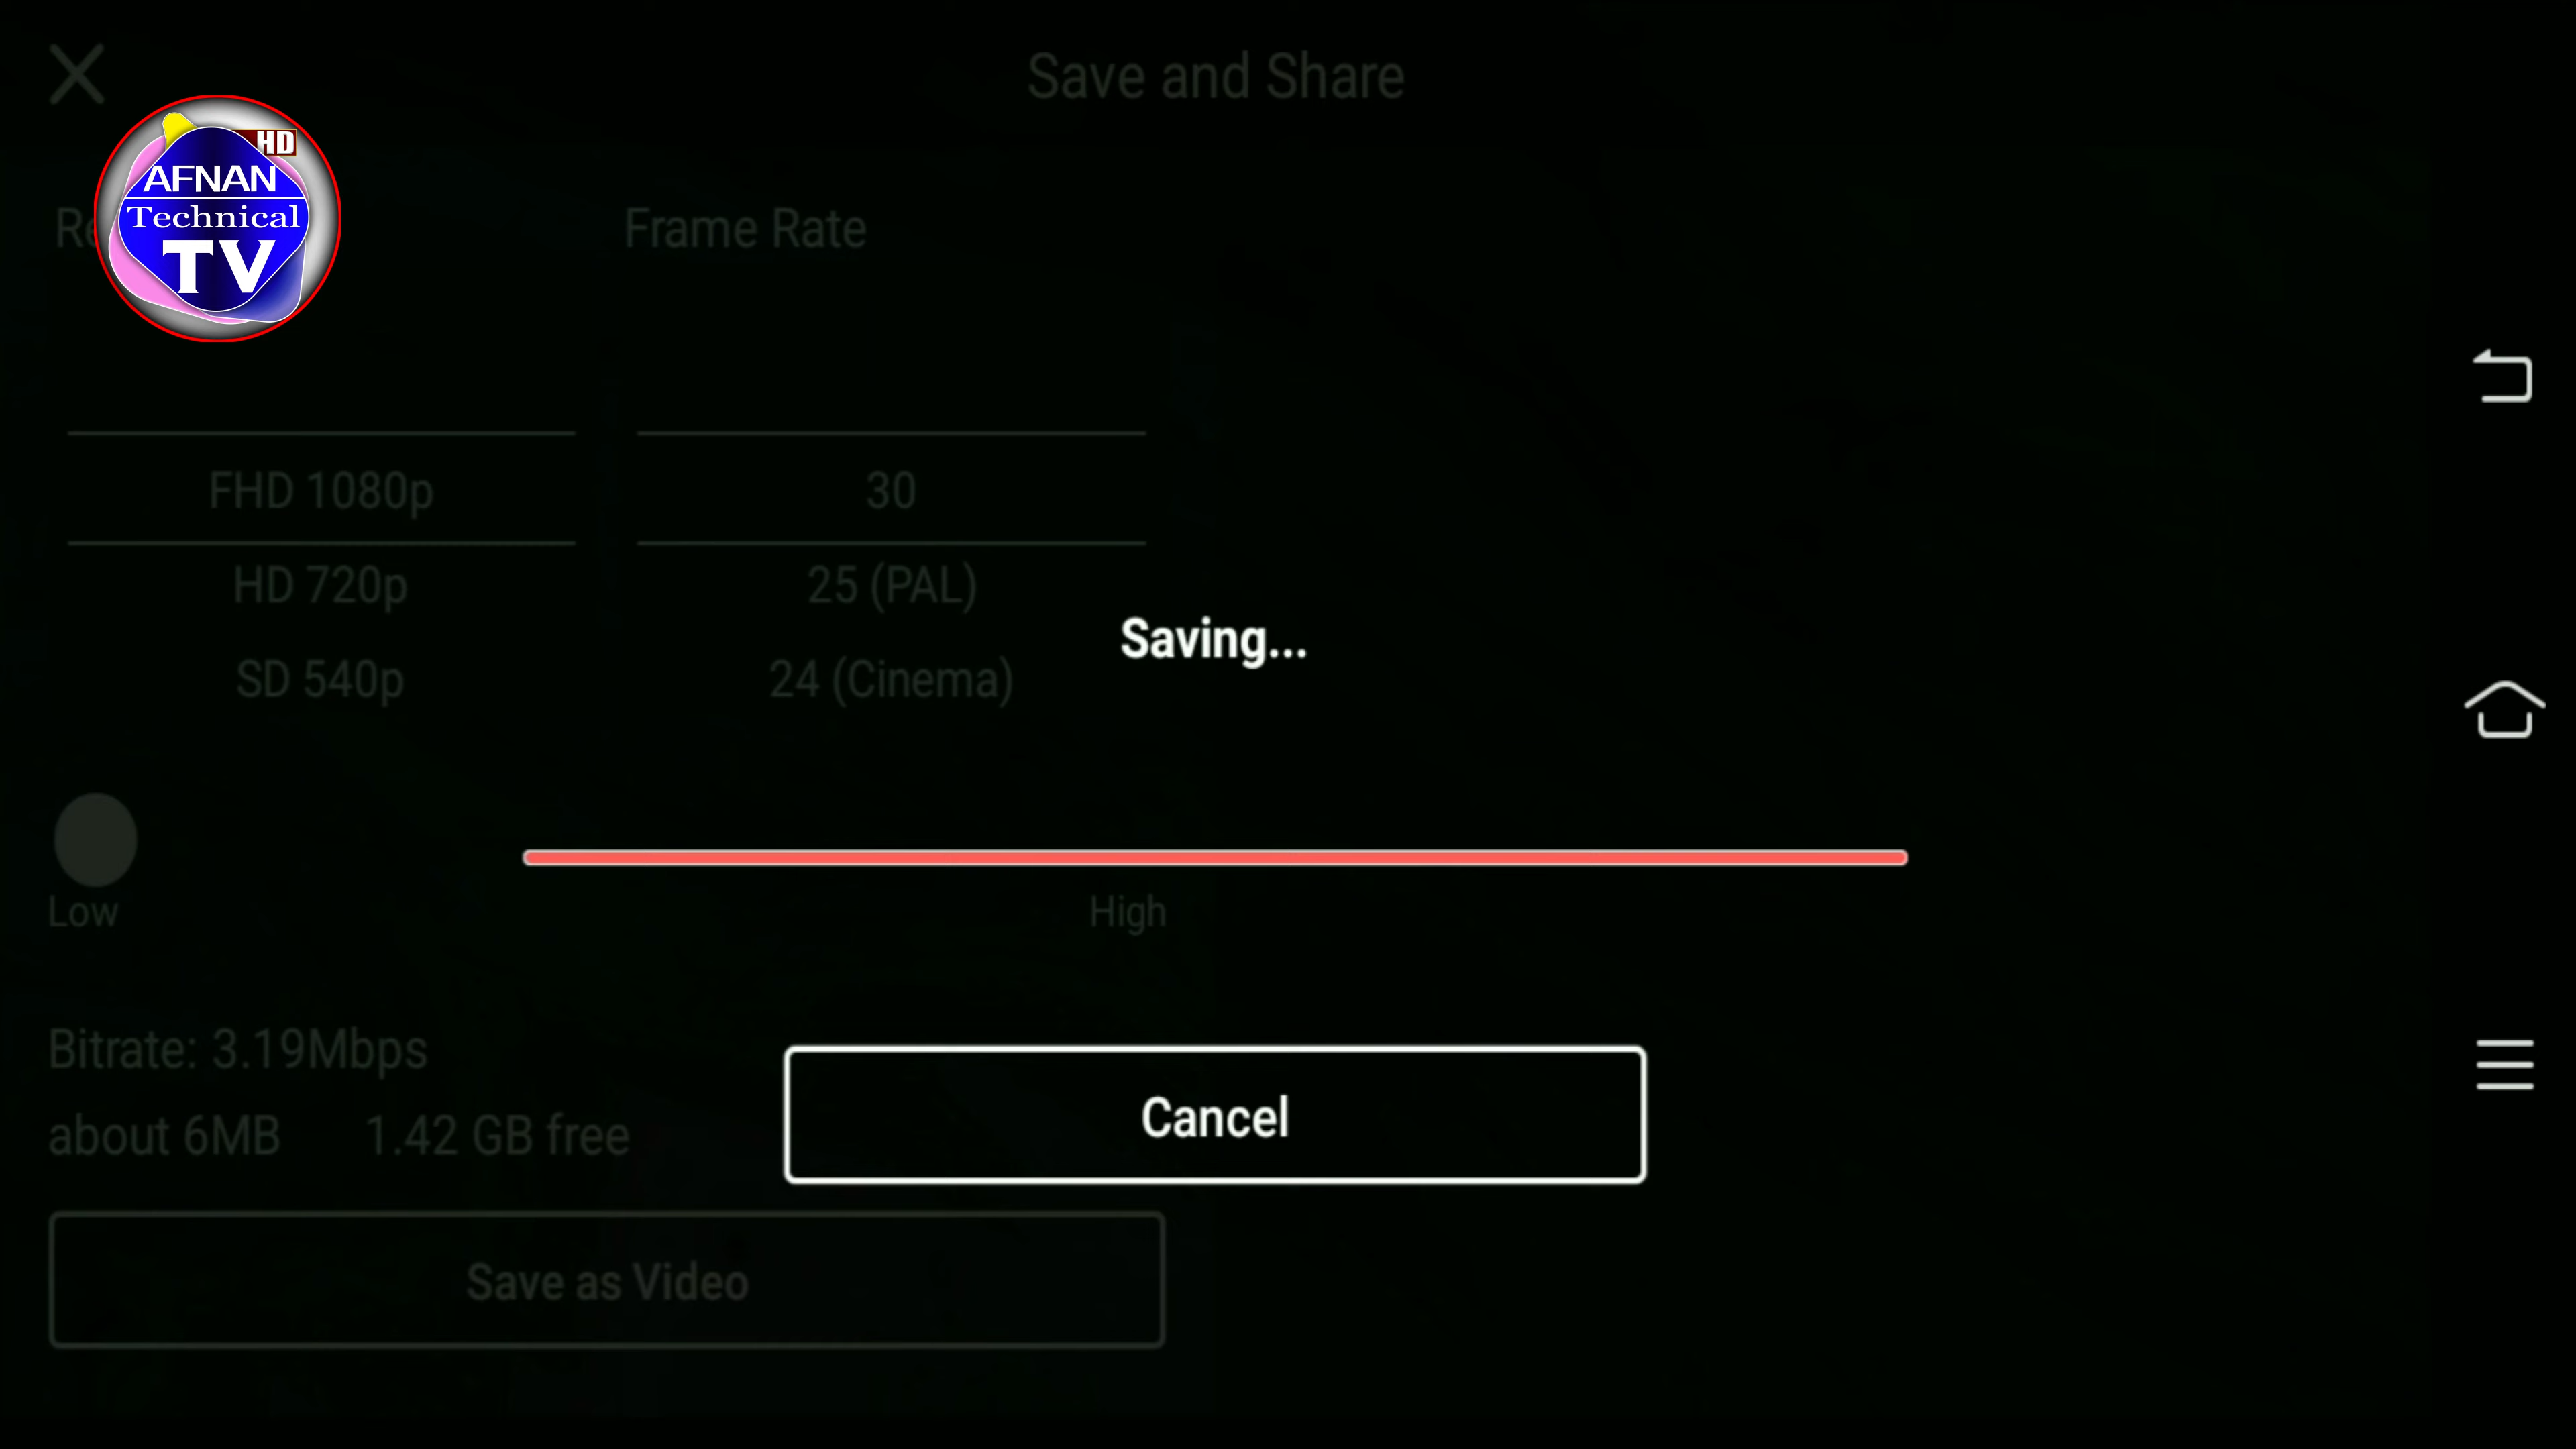 Save and Share
HD
AFNAN
Technical
TV
Frame Rate
FHD 1080p
30
HD 720p
25 (PAL)
SD 540p
24 (Cinema)
Saving...
Low
High
Bitrate: 3.19Mbps
about 6MB 1.42 GB free
Cancel
Save as Video